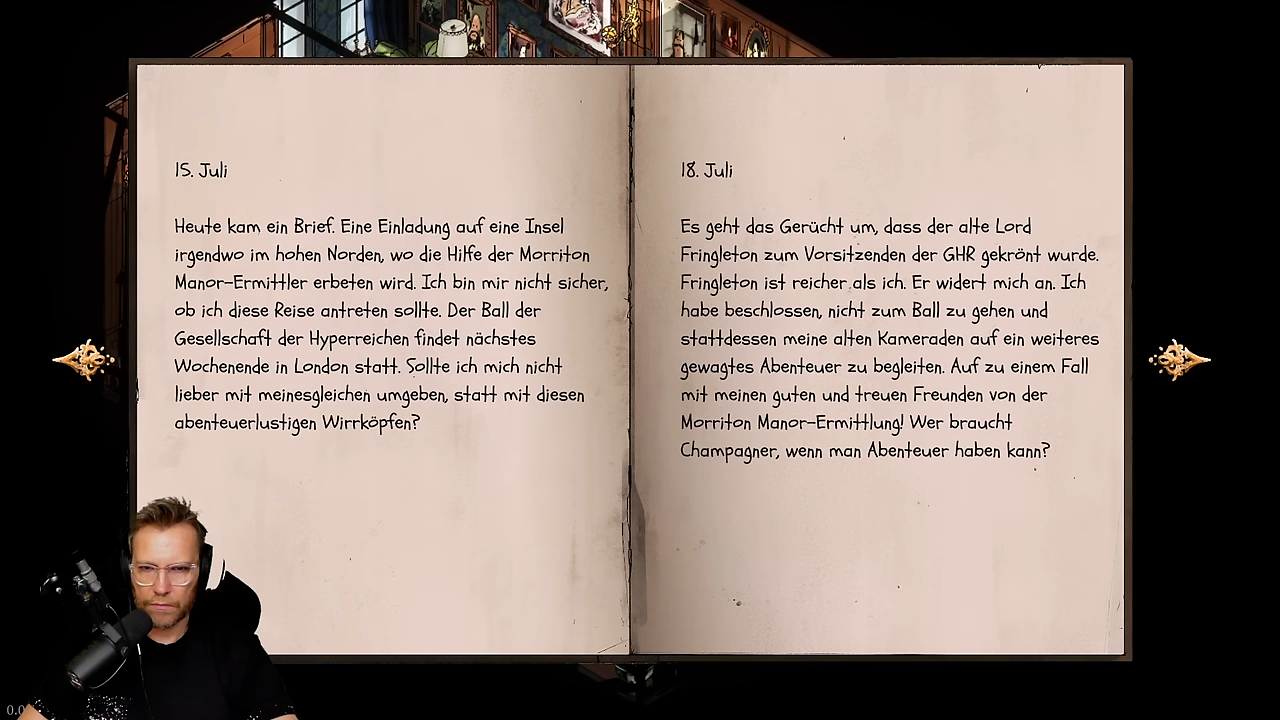 15. Juli
Heute kam ein Brief. Eine Einladung auf eine Insel
irgendwo im hohen Norden, wo die Hilfe der Morriton
Manor-Ermittler erbeten wird. Ich bin mir nicht sicher,
ob ich diese Reise antreten sollte. Der Ball der
Gesellschaft der Hyperreichen findet nächstes
Wochenende in London statt. Sollte ich mich nicht
lieber mit meinesgleichen umgeben, statt mit diesen
abenteuerlustigen Wirrköpfen?
18. Juli
Es geht das Gerücht um, dass der alte Lord
Fringleton zum Vorsitzenden der GHR gekrönt wurde.
Fringleton ist reicher als ich. Er widert mich an. Ich
habe beschlossen, nicht zum Ball zu gehen und
stattdessen meine alten Kameraden auf ein weiteres
gewagtes Abenteuer zu begleiten. Auf zu einem Fall
mit meinen guten und treuen Freunden von der
Morriton Manor-Ermittlung! Wer braucht
Champagner, wenn man Abenteuer haben kann?